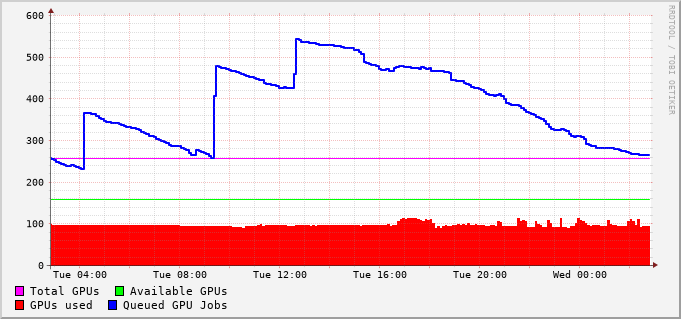 600
500
400
300
200
100
0
Tue 04:00 Tue 08:00 Tue 12:00 Tue 16:00 Tue 20:00 Wed 00:00
Total GPUs Available GPUs
GPUs used Queued GPU Jobs
RRDTOOL / TOBI OETIKER